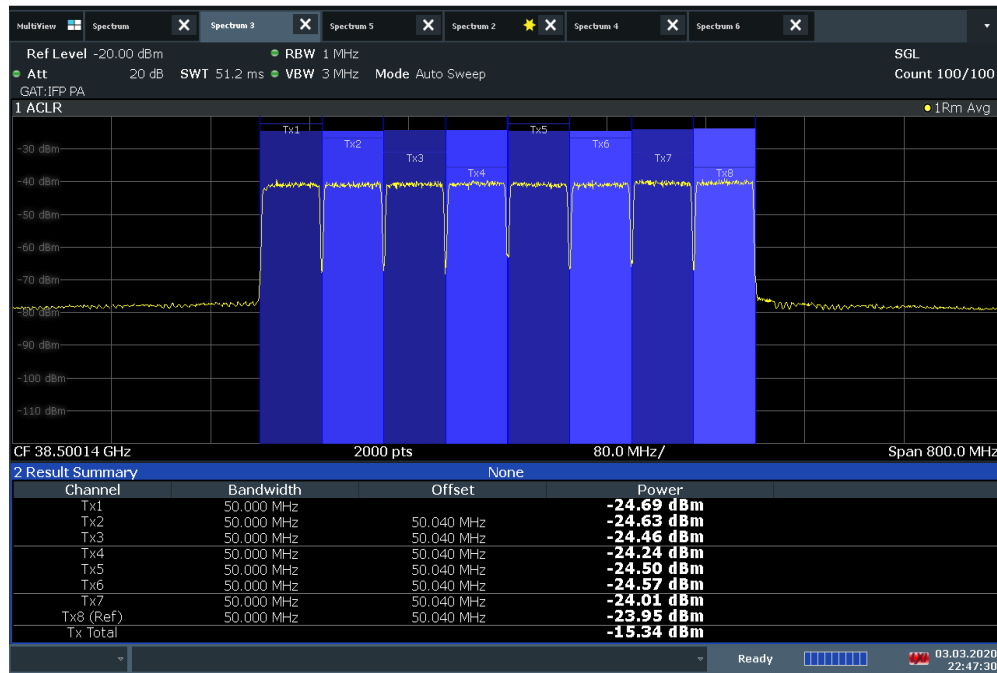 MultiView Spectrum Spectrum 3 Spectrum 5 Spectrum 2 Spectrum 4 Spectrum 6
Ref Level -20.00 dBm RBW 1 MHz SGL
Att 20 dB SWT 51.2 ms VBW 3 MHz Mode Auto Sweep Count 100/100
GAT:IFP PA
1 ACLR 1Rm Avg
Tx1 Tx5
Tx2 Tx6
-30 dBm
Tx3 Tx7
Tx4 Tx8
-40 dBm
-50 dBm
-60 dBm
-70 dBm
-80 dBm
-90 dBm
-100 dBm
-110 dBm
CF 38.50014 GHz 2000 pts 80.0 MHz/ Span 800.0 MHz
2 Result Summary None
Channel Bandwidth Offset Power
Tx1 50.000 MHz -24.69 dBm
Tx2 50.000 MHz 50.040 MHz -24.63 dBm
Tx3 50.000 MHz 50.040 MHz -24.46 dBm
Tx4 50.000 MHz 50.040 MHz -24.24 dBm
Tx5 50.000 MHz 50.040 MHz -24.50 dBm
Tx6 50.000 MHz 50.040 MHz -24.57 dBm
Tx7 50.000 MHz 50.040 MHz -24.01 dBm
Tx8 (Ref) 50.000 MHz 50.040 MHz -23.95 dBm
Tx Total -15.34 dBm
Ready 03.03.2020
22:47:30